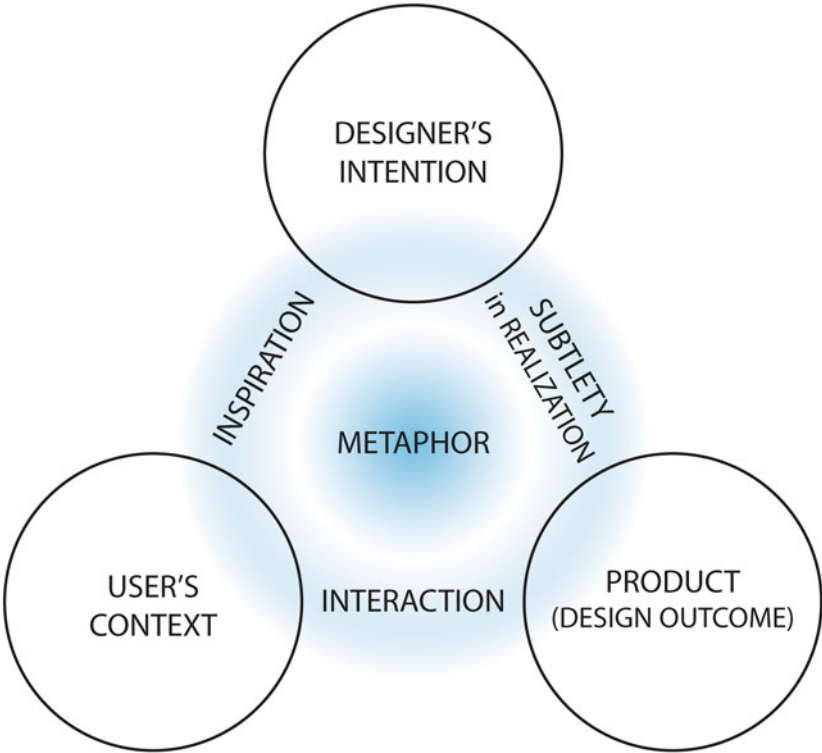 DESIGNER'S
INTENTION
INSPIRATION
SUBTLETY
in REALIZATION
METAPHOR
USER'S
CONTEXT
INTERACTION
PRODUCT
(DESIGN OUTCOME)